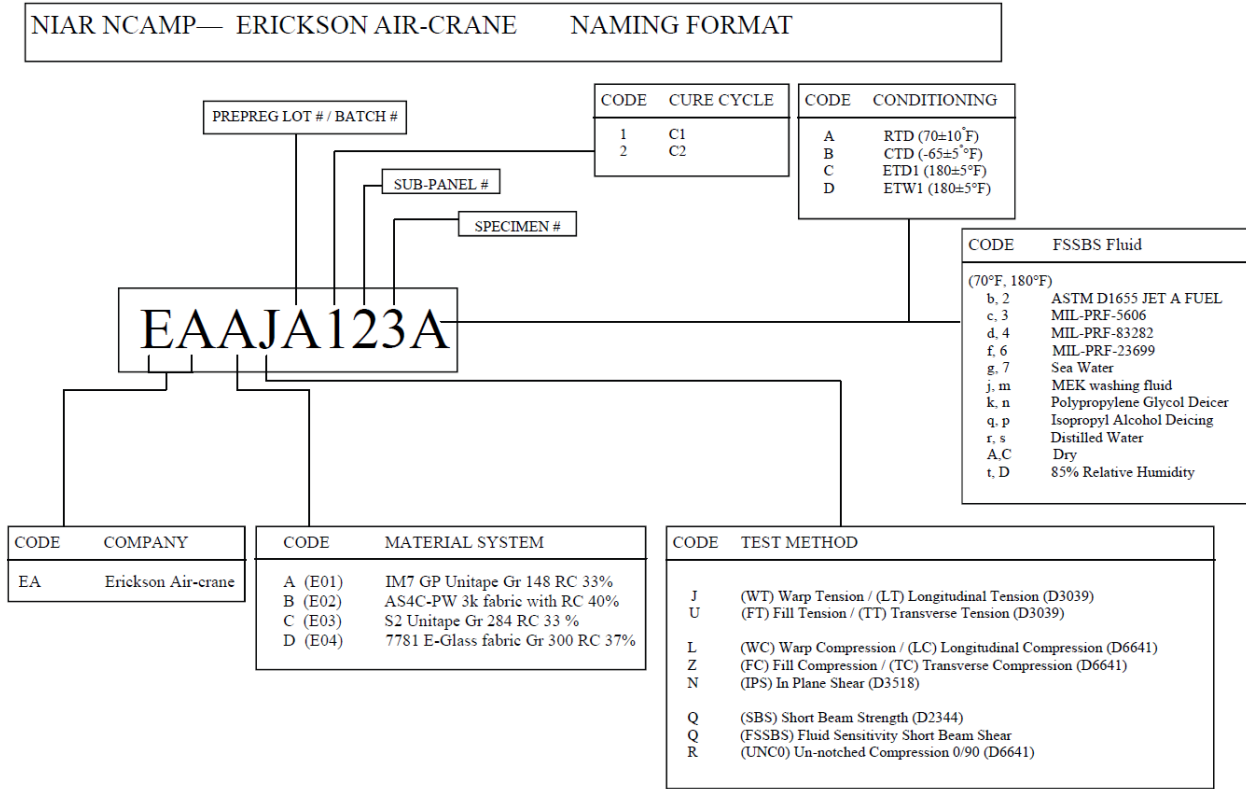 NIAR NCAMP— ERICKSON AIR-CRANE NAMING FORMAT
PREPREG LOT # / BATCH #
SUB-PANEL #
SPECIMEN #
CODE CURE CYCLE
1 C1
2 C2
CODE CONDITIONING
A RTD (70±10°F)
B CTD (-65±5°°F)
C ETD1 (180±5°F)
D ETW1 (180±5°F)
CODE FSSBS Fluid
(70°F, 180°F)
b, 2 ASTM D1655 JET A FUEL
c, 3 MIL-PRF-5606
d, 4 MIL-PRF-83282
f, 6 MIL-PRF-23699
g, 7 Sea Water
j, m MEK washing fluid
k, n Polypropylene Glycol Deicer
q, p Isopropyl Alcohol Deicing
r, s Distilled Water
A,C Dry
t, D 85% Relative Humidity
EAAJA123A
CODE COMPANY
EA Erickson Air-crane
CODE MATERIAL SYSTEM
A (E01) IM7 GP Unitape Gr 148 RC 33%
B (E02) AS4C-PW 3k fabric with RC 40%
C (E03) S2 Unitape Gr 284 RC 33 %
D (E04) 7781 E-Glass fabric Gr 300 RC 37%
CODE TEST METHOD
J (WT) Warp Tension / (LT) Longitudinal Tension (D3039)
U (FT) Fill Tension / (TT) Transverse Tension (D3039)
L (WC) Warp Compression / (LC) Longitudinal Compression (D6641)
Z (FC) Fill Compression / (TC) Transverse Compression (D6641)
N (IPS) In Plane Shear (D3518)
Q (SBS) Short Beam Strength (D2344)
Q (FSSBS) Fluid Sensitivity Short Beam Shear
R (UNC0) Un-notched Compression 0/90 (D6641)